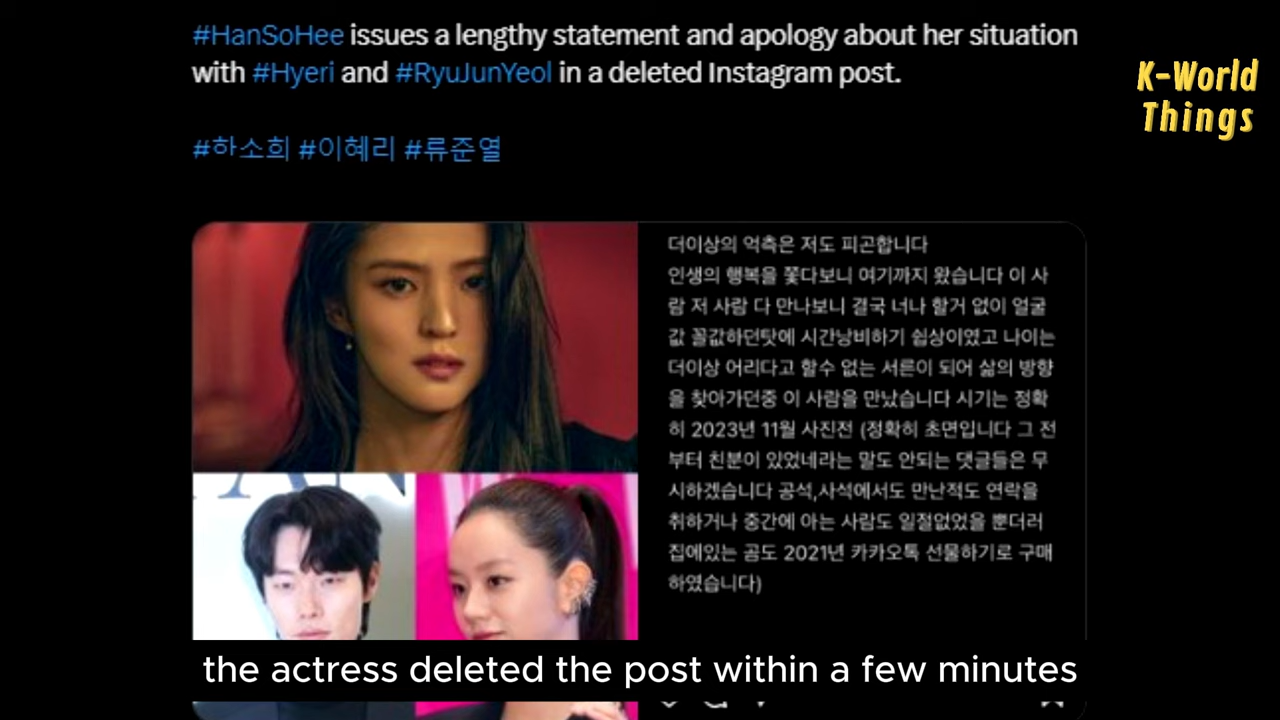 #HanSoHee issues a lengthy statement and apology about her situation
with #Hyeri and #RyuJunYeol in a deleted Instagram post.
#하소희 #이혜리 #류준열
K-World
Things
더이상의 억측은 저도 피곤합니다
인생의 행복을 쫓다보니 여기까지 왔습니다 이 사
람 저 사람 다 만나보니 결국 너나 할거 없이 얼굴
값 꼴값하던탓에 시간낭비하기 쉽상이였고 나이는
더이상 어리다고 할수 없는 서른이 되어 삶의 방향
을 찾아가던중 이 사람을 만났습니다 시기는 정확
히 2023년 11월 사진전 (정확히 초면입니다 그 전
부터 친분이 있었네라는 말도 안되는 댓글들은 무
시하겠습니다 공석,사석에서도 만난적도 연락을
취하거나 중간에 아는 사람도 일절없었을 뿐더러
집에있는 곰도 2021년 카카오톡 선물하기로 구매
하였습니다)
the actress deleted the post within a few minutes